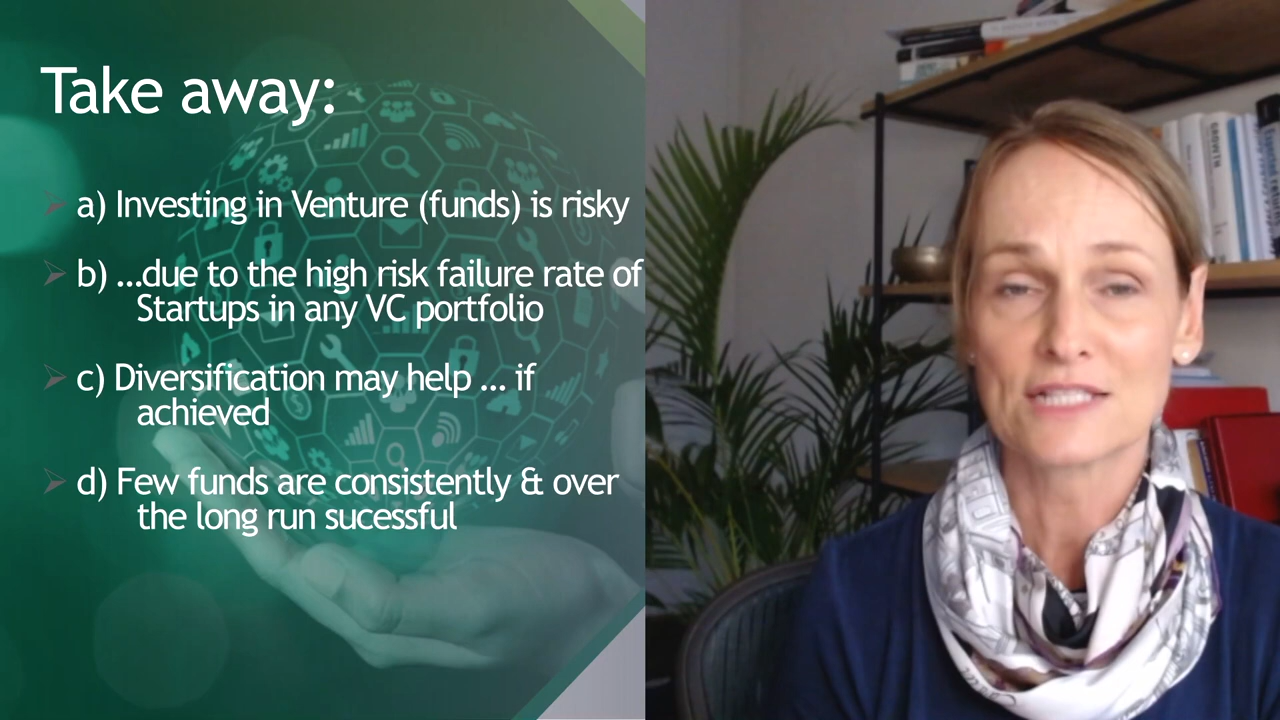 Take away:
a) Investing in Venture (funds) is risky
b) ...due to the high risk failure rate of
Startups in any VC portfolio
c) Diversification may help ... if
achieved
d) Few funds are consistently & over
the long run sucessful
GROWTH